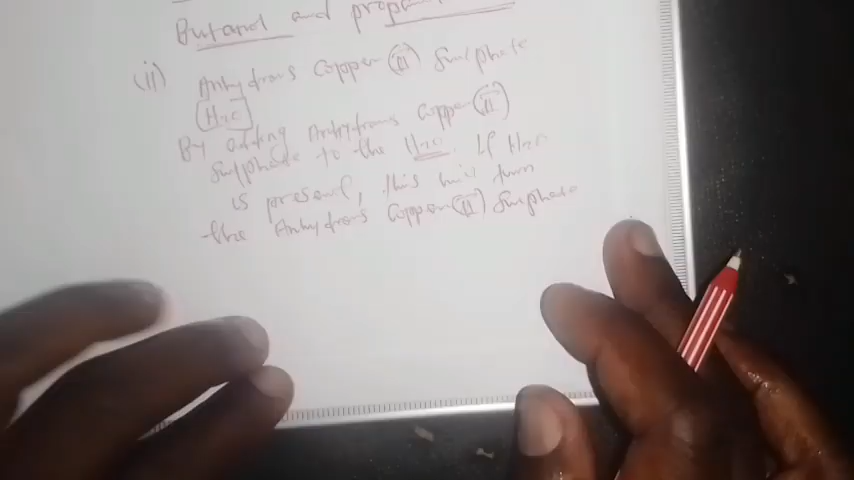 Butanol and propan
(ii) Anhydrous Copper (II) Sulphate
H2O
By adding Anhydrous Copper (II)
Sulphate to the H2O. If H2O
is present, this will turn
the Anhydrous Copper (II) Sulphate